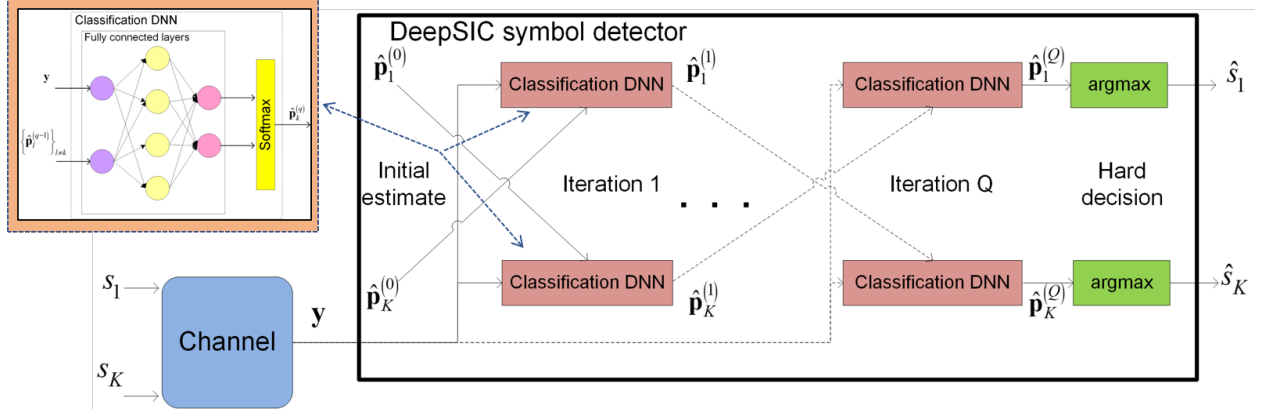 Classification DNN
Fully connected layers
y
{p̂_l^(q−1)}_{l≠k}
Softmax
p̂_k^(q)
DeepSIC symbol detector
p̂_1^(0)
Classification DNN
p̂_1^(1)
Classification DNN
p̂_1^(Q)
argmax
ŝ_1
Initial
estimate
Iteration 1
. . .
Iteration Q
Hard
decision
p̂_K^(0)
Classification DNN
p̂_K^(1)
Classification DNN
p̂_K^(Q)
argmax
ŝ_K
s_1
s_K
Channel
y